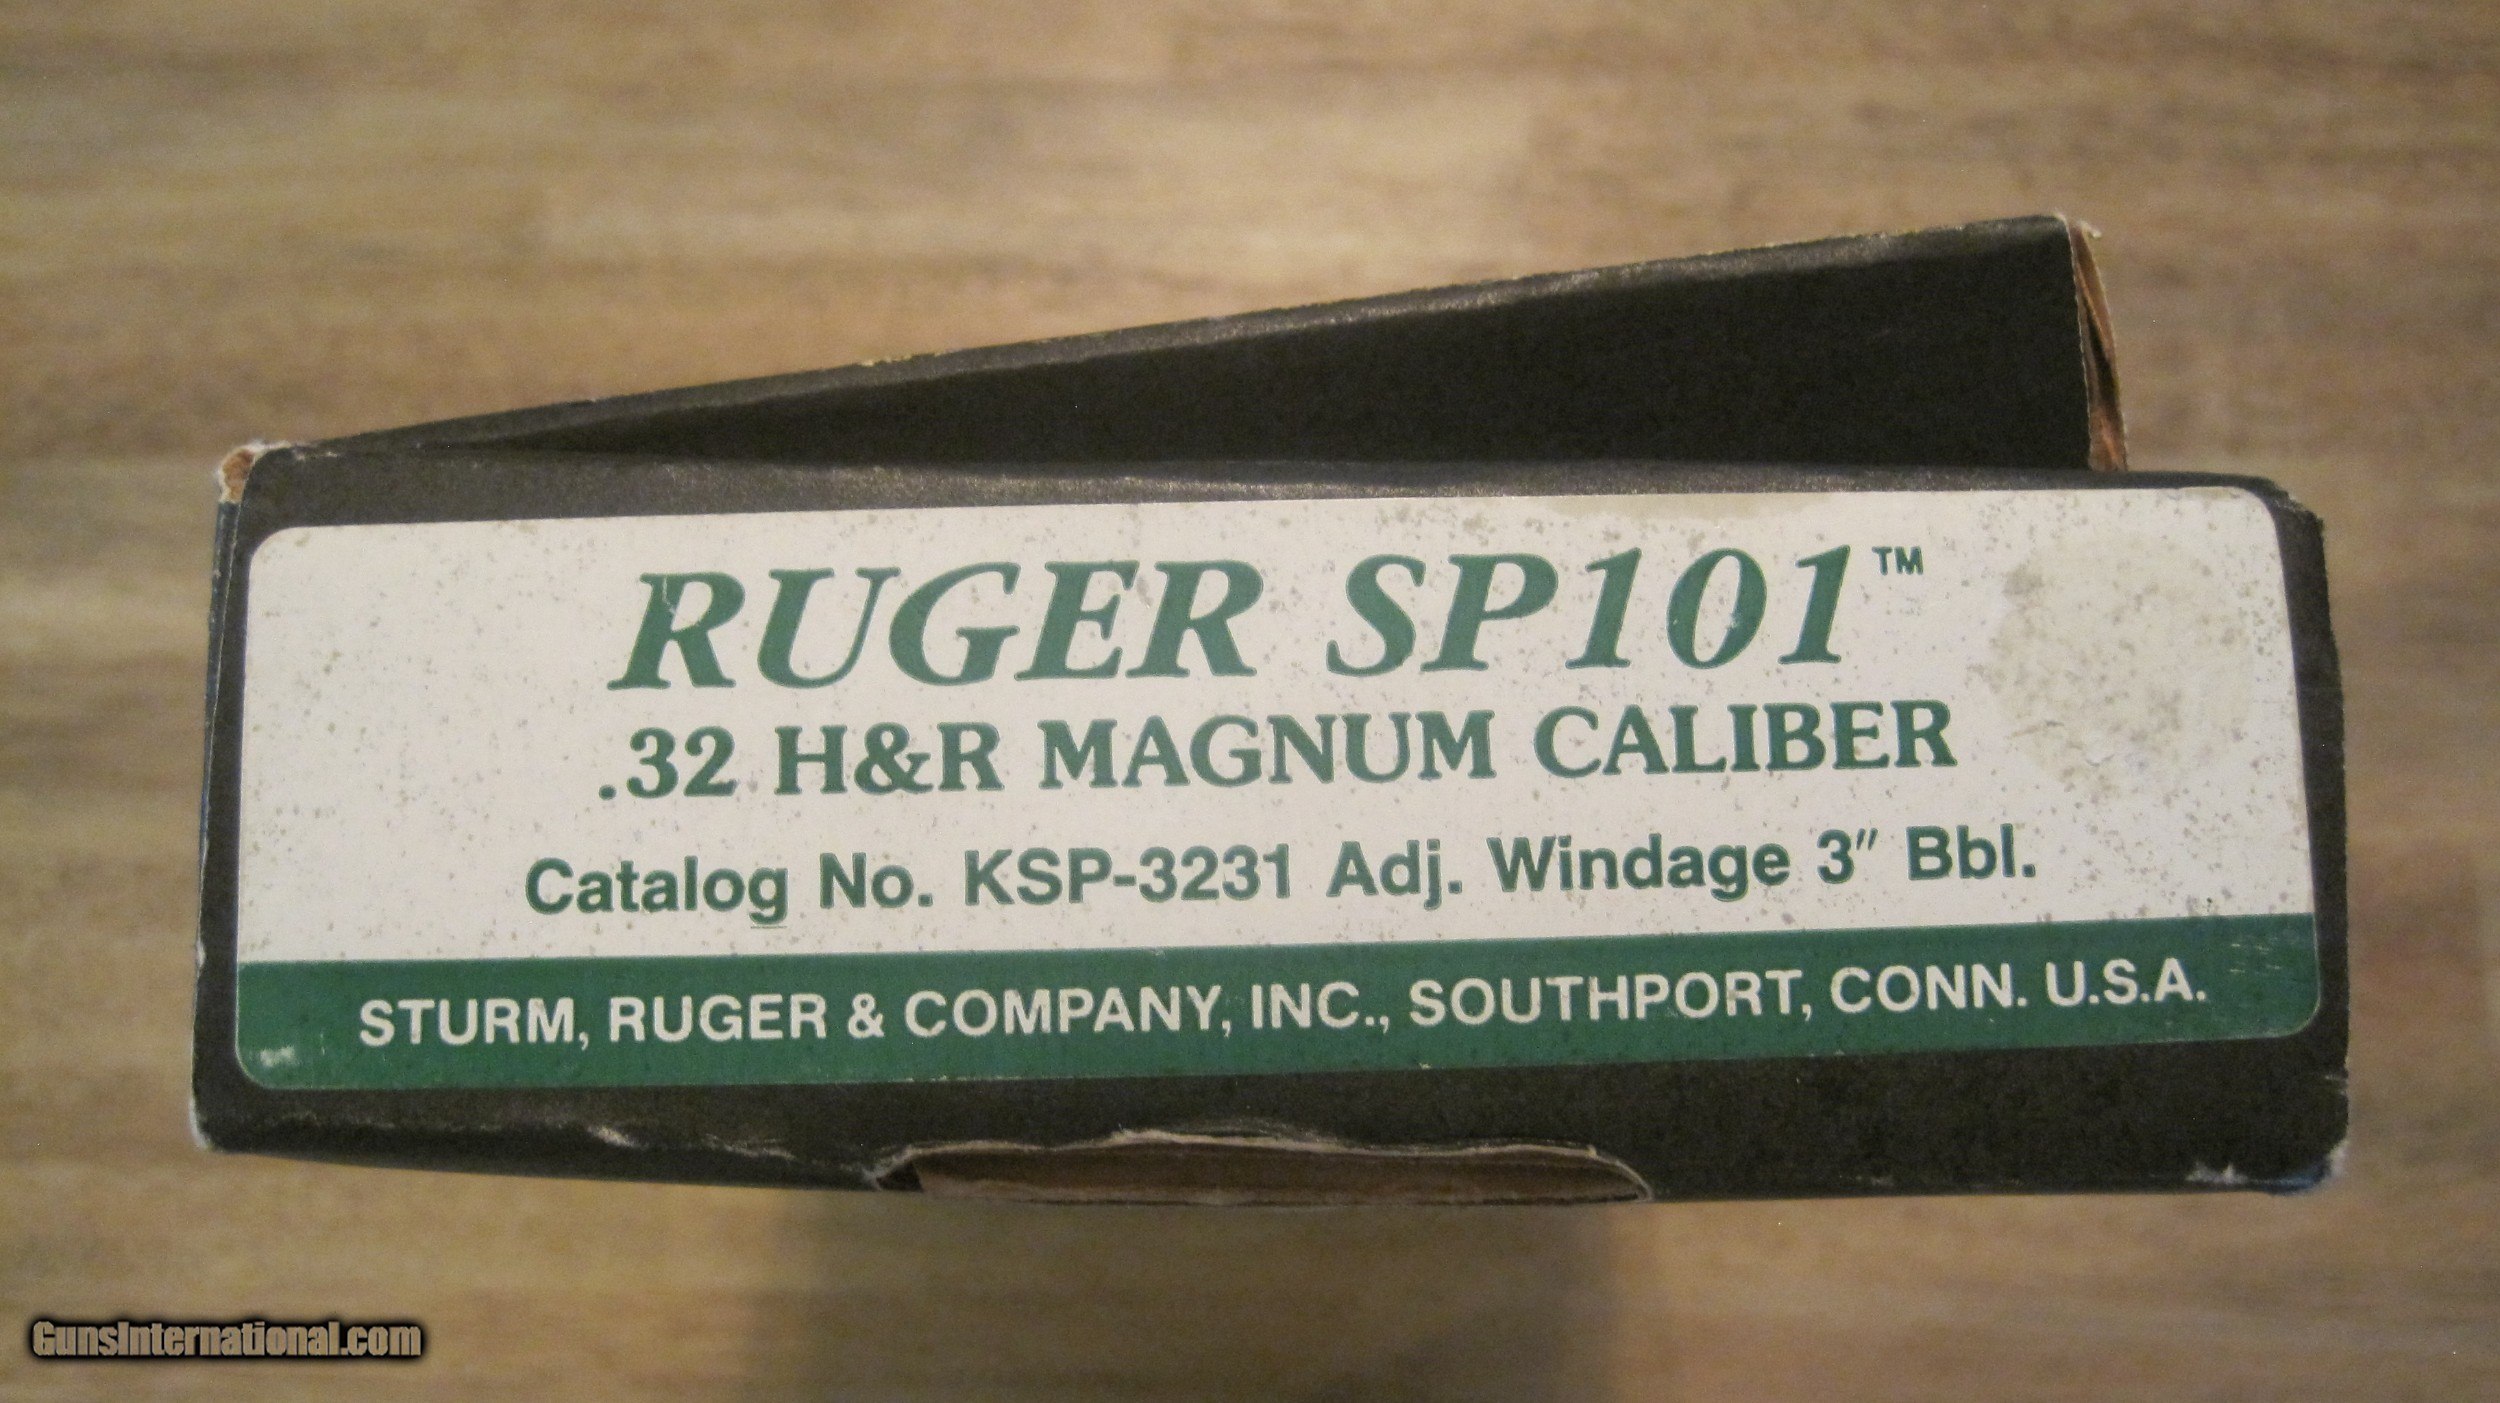 RUGER SP101™
.32 H&R MAGNUM CALIBER
Catalog No. KSP-3231 Adj. Windage 3" Bbl.
STURM, RUGER & COMPANY, INC., SOUTHPORT, CONN. U.S.A.
GunsInternational.com